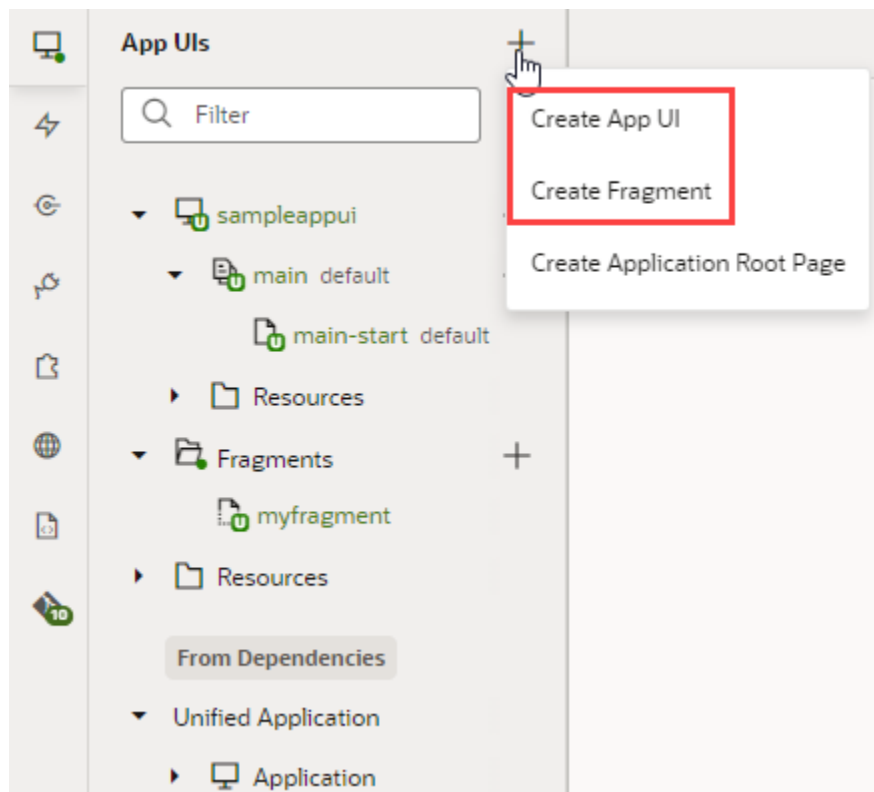 App UIs
Filter
Create App UI
Create Fragment
Create Application Root Page
sampleappui
main default
main-start default
Resources
Fragments
myfragment
Resources
10
From Dependencies
Unified Application
Application